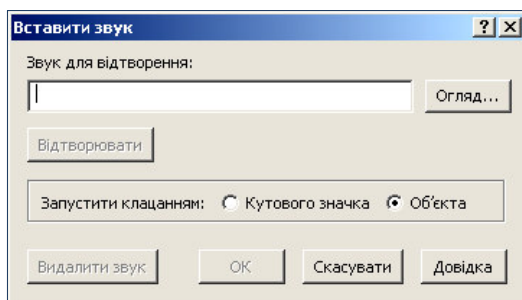 Вставити звук
Звук для відтворення:
Огляд...
Відтворювати
Запустити клацанням: Кутового значка Об'єкта
Видалити звук OK Скасувати Довідка